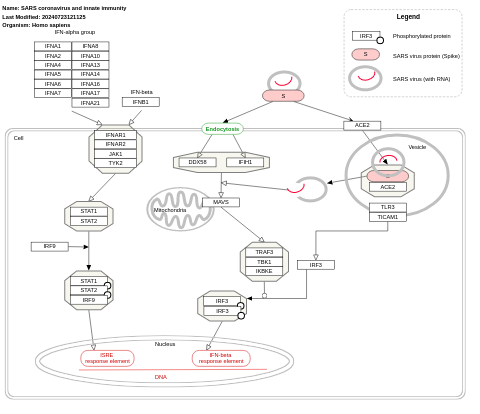 Name: SARS coronavirus and innate immunity
Last Modified: 20240723121125
Organism: Homo sapiens
IFN-alpha group
IFNA1 IFNA8
IFNA2 IFNA10
IFNA4 IFNA13
IFNA5 IFNA14
IFNA6 IFNA16
IFNA7 IFNA17
IFNA21
IFN-beta
IFNB1
Legend
IRF3 Phosphorylated protein
S SARS virus protein (Spike)
SARS virus (with RNA)
S
Endocytosis
ACE2
Cell
IFNAR1
IFNAR2
JAK1
TYK2
DDX58 IFIH1
Vesicle
ACE2
TLR3
TICAM1
Mitochondria
MAVS
STAT1
STAT2
IRF9
TRAF3
TBK1
IKBKE
IRF3
STAT1
STAT2
IRF9
IRF3
IRF3
Nucleus
ISRE
response element
IFN-beta
response element
DNA